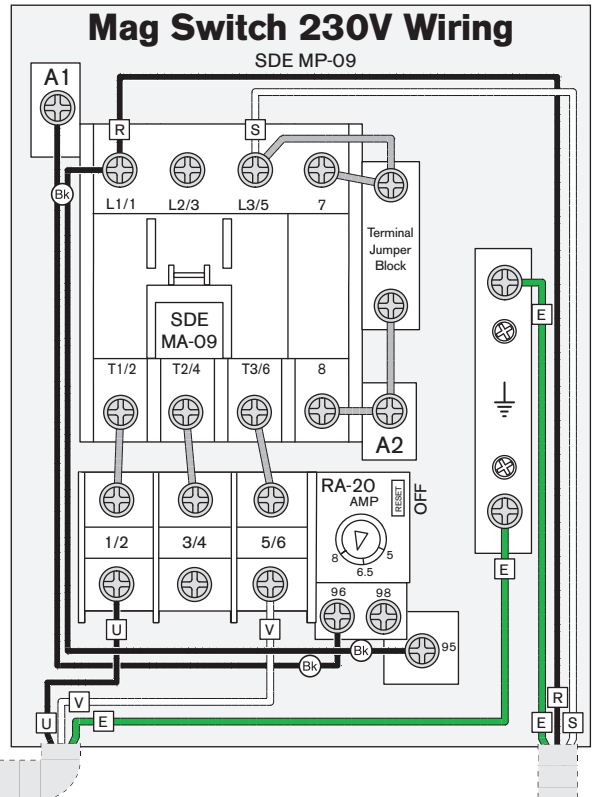 Mag Switch 230V Wiring
SDE MP-09
A1
R
S
Bk
L1/1
L2/3
L3/5
7
Terminal
Jumper
Block
SDE
MA-09
E
T1/2
T2/4
T3/6
8
A2
RA-20
AMP
RESET
OFF
8
6.5
5
1/2
3/4
5/6
E
96
98
U
V
95
Bk
Bk
V
U
E
R
E
S